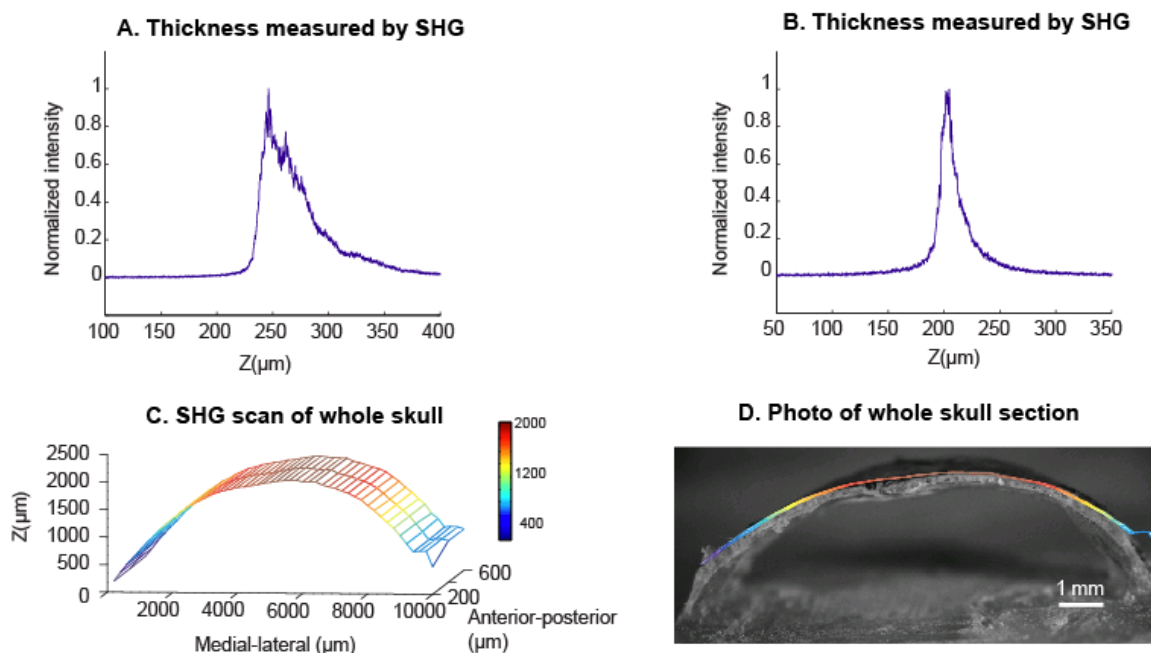 A. Thickness measured by SHG
Normalized intensity
1
0.8
0.6
0.4
0.2
0
100 150 200 250 300 350 400
Z(µm)
B. Thickness measured by SHG
Normalized intensity
1
0.8
0.6
0.4
0.2
0
50 100 150 200 250 300 350
Z(µm)
C. SHG scan of whole skull
Z(µm)
2500
2000
1500
1000
500
0
2000 4000 6000 8000 10000
Medial-lateral (µm)
600
200
Anterior-posterior
(µm)
2000
1200
400
D. Photo of whole skull section
1 mm